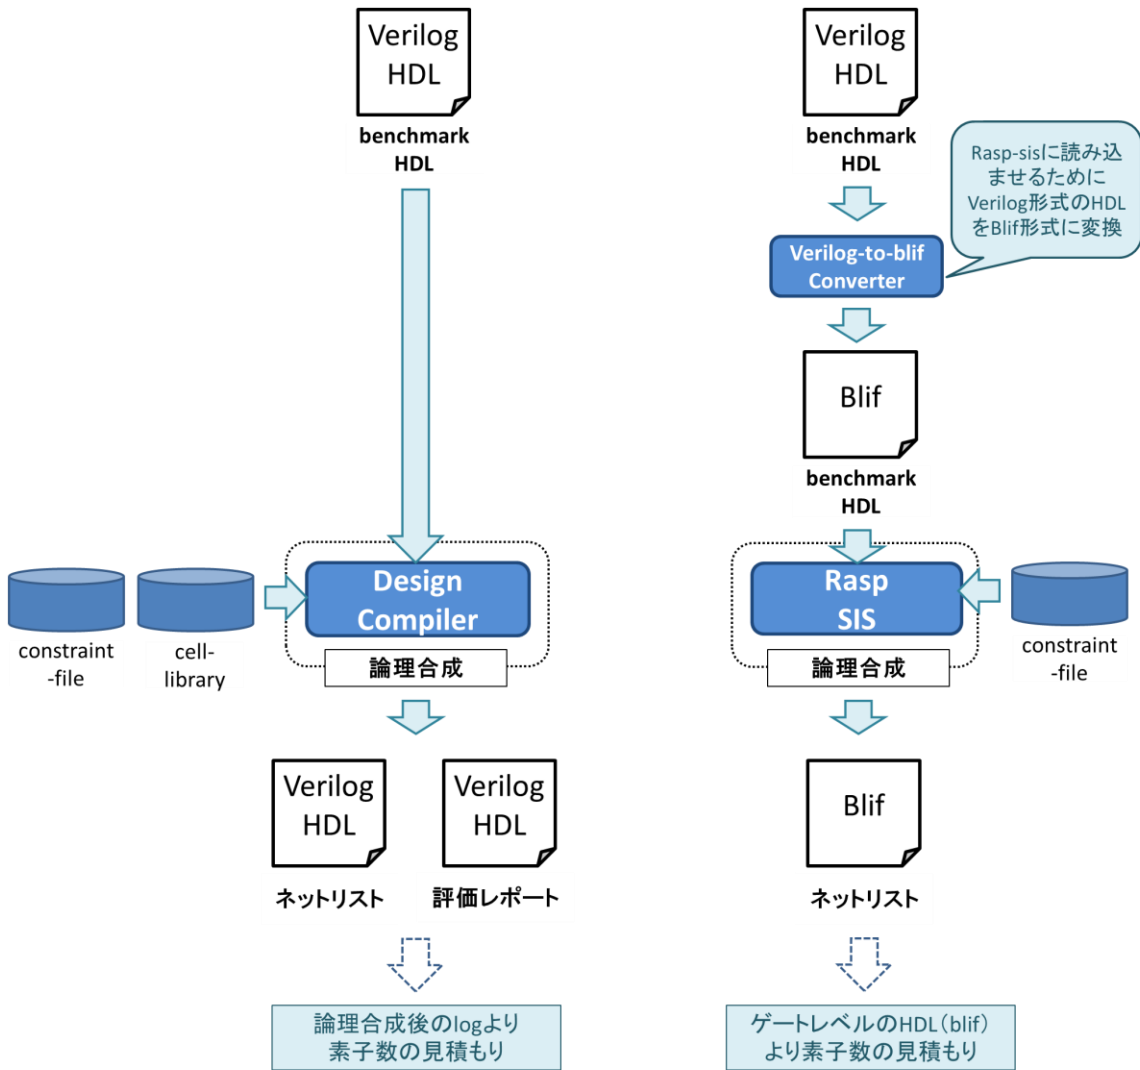 Verilog
HDL
benchmark
HDL
Design
Compiler
論理合成
constraint
-file
cell-
library
Verilog
HDL
ネットリスト
Verilog
HDL
評価レポート
論理合成後のlogより
素子数の見積もり
Verilog
HDL
benchmark
HDL
Rasp-sisに読み込
ませるために
Verilog形式のHDL
をBlif形式に変換
Verilog-to-blif
Converter
Blif
benchmark
HDL
Rasp
SIS
論理合成
constraint
-file
Blif
ネットリスト
ゲートレベルのHDL(blif)
より素子数の見積もり